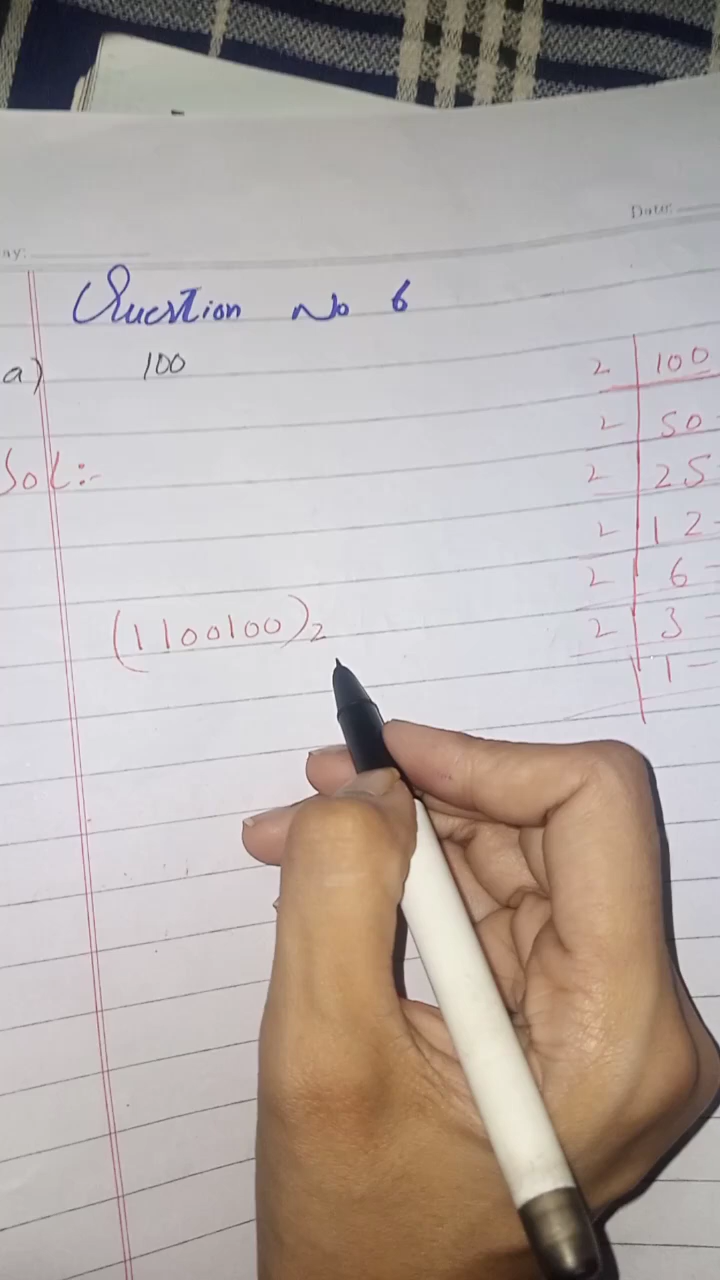 Date:
ay:
Question No 6
a) 100
Sol:-
(1100100)₂
2 100
2 50-
2 25-
2 12-
2 6-
2 3-
1-